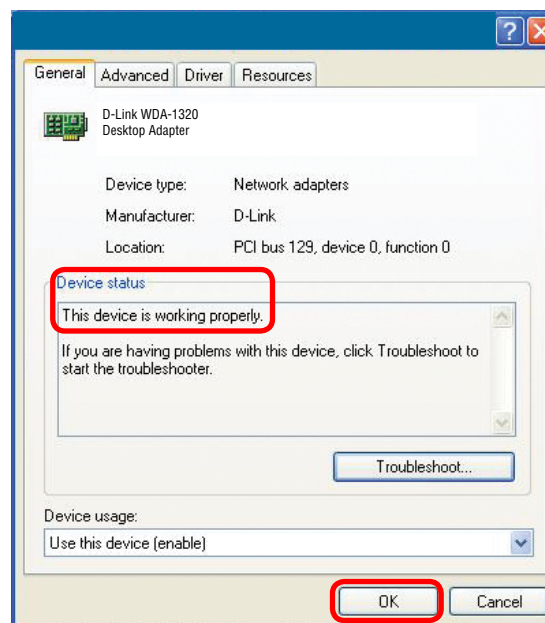 General Advanced Driver Resources
D-Link WDA-1320
Desktop Adapter
Device type: Network adapters
Manufacturer: D-Link
Location: PCI bus 129, device 0, function 0
Device status
This device is working properly.
If you are having problems with this device, click Troubleshoot to
start the troubleshooter.
Troubleshoot...
Device usage:
Use this device (enable)
OK Cancel